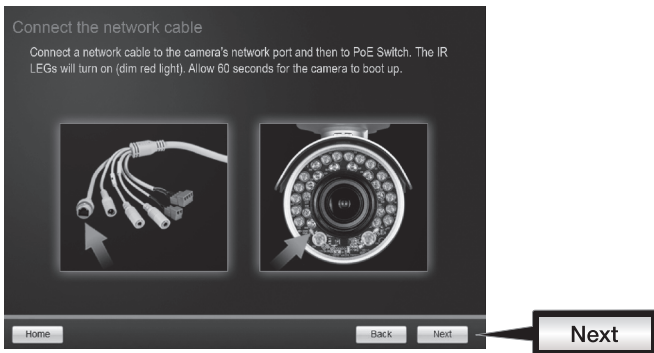 Connect the network cable
Connect a network cable to the camera's network port and then to PoE Switch. The IR
LEGs will turn on (dim red light). Allow 60 seconds for the camera to boot up.
Home
Back
Next
Next